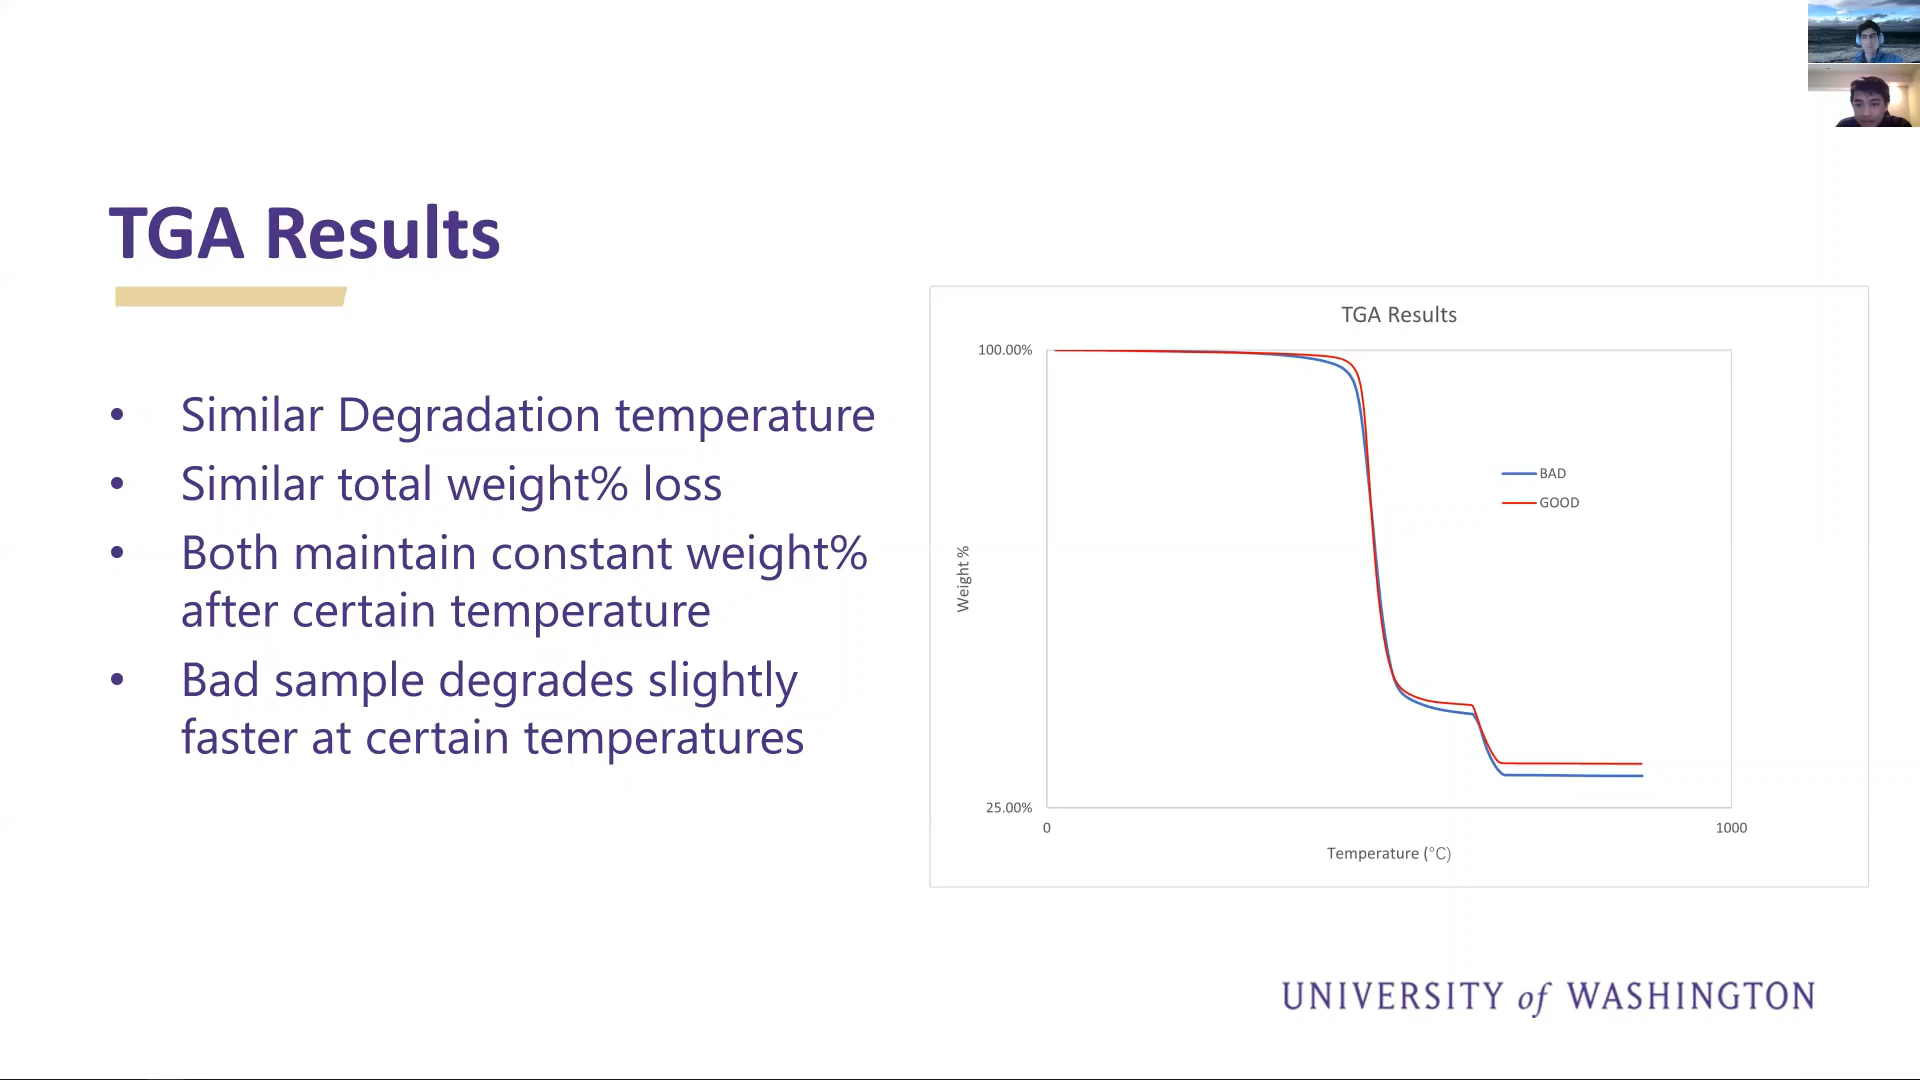 TGA Results
• Similar Degradation temperature
• Similar total weight% loss
• Both maintain constant weight%
after certain temperature
• Bad sample degrades slightly
faster at certain temperatures
TGA Results
100.00%
BAD
GOOD
Weight %
25.00%
0
1000
Temperature (°C)
UNIVERSITY of WASHINGTON